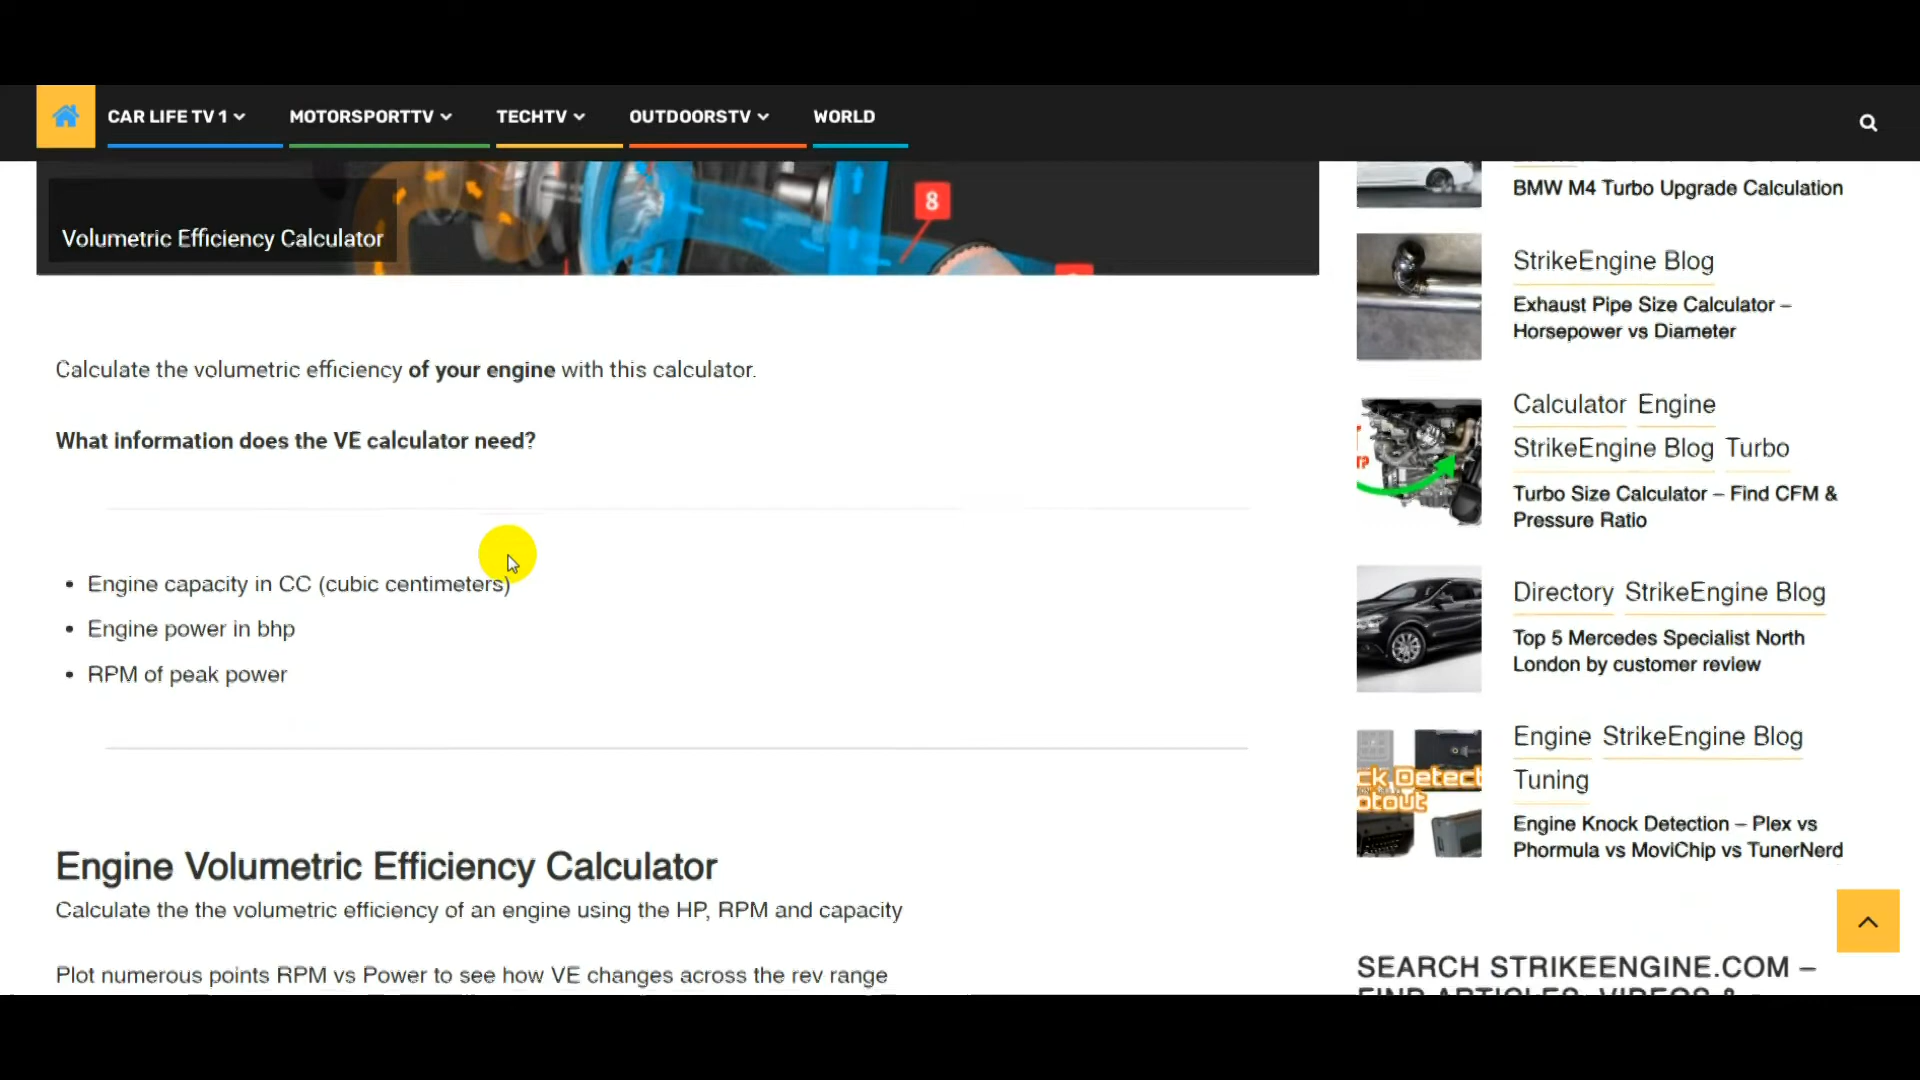 CAR LIFE TV 1
MOTORSPORTTV
TECHTV
OUTDOORSTV
WORLD
8
Volumetric Efficiency Calculator
Calculate the volumetric efficiency of your engine with this calculator.
What information does the VE calculator need?
Engine capacity in CC (cubic centimeters)
Engine power in bhp
RPM of peak power
Engine Volumetric Efficiency Calculator
Calculate the the volumetric efficiency of an engine using the HP, RPM and capacity
Plot numerous points RPM vs Power to see how VE changes across the rev range
BMW M4 Turbo Upgrade Calculation
StrikeEngine Blog
Exhaust Pipe Size Calculator –
Horsepower vs Diameter
Calculator Engine
StrikeEngine Blog Turbo
Turbo Size Calculator – Find CFM &
Pressure Ratio
Directory StrikeEngine Blog
Top 5 Mercedes Specialist North
London by customer review
Engine StrikeEngine Blog
Tuning
Engine Knock Detection – Plex vs
Phormula vs MoviChip vs TunerNerd
SEARCH STRIKEENGINE.COM –
FIND ARTICLES, VIDEOS &